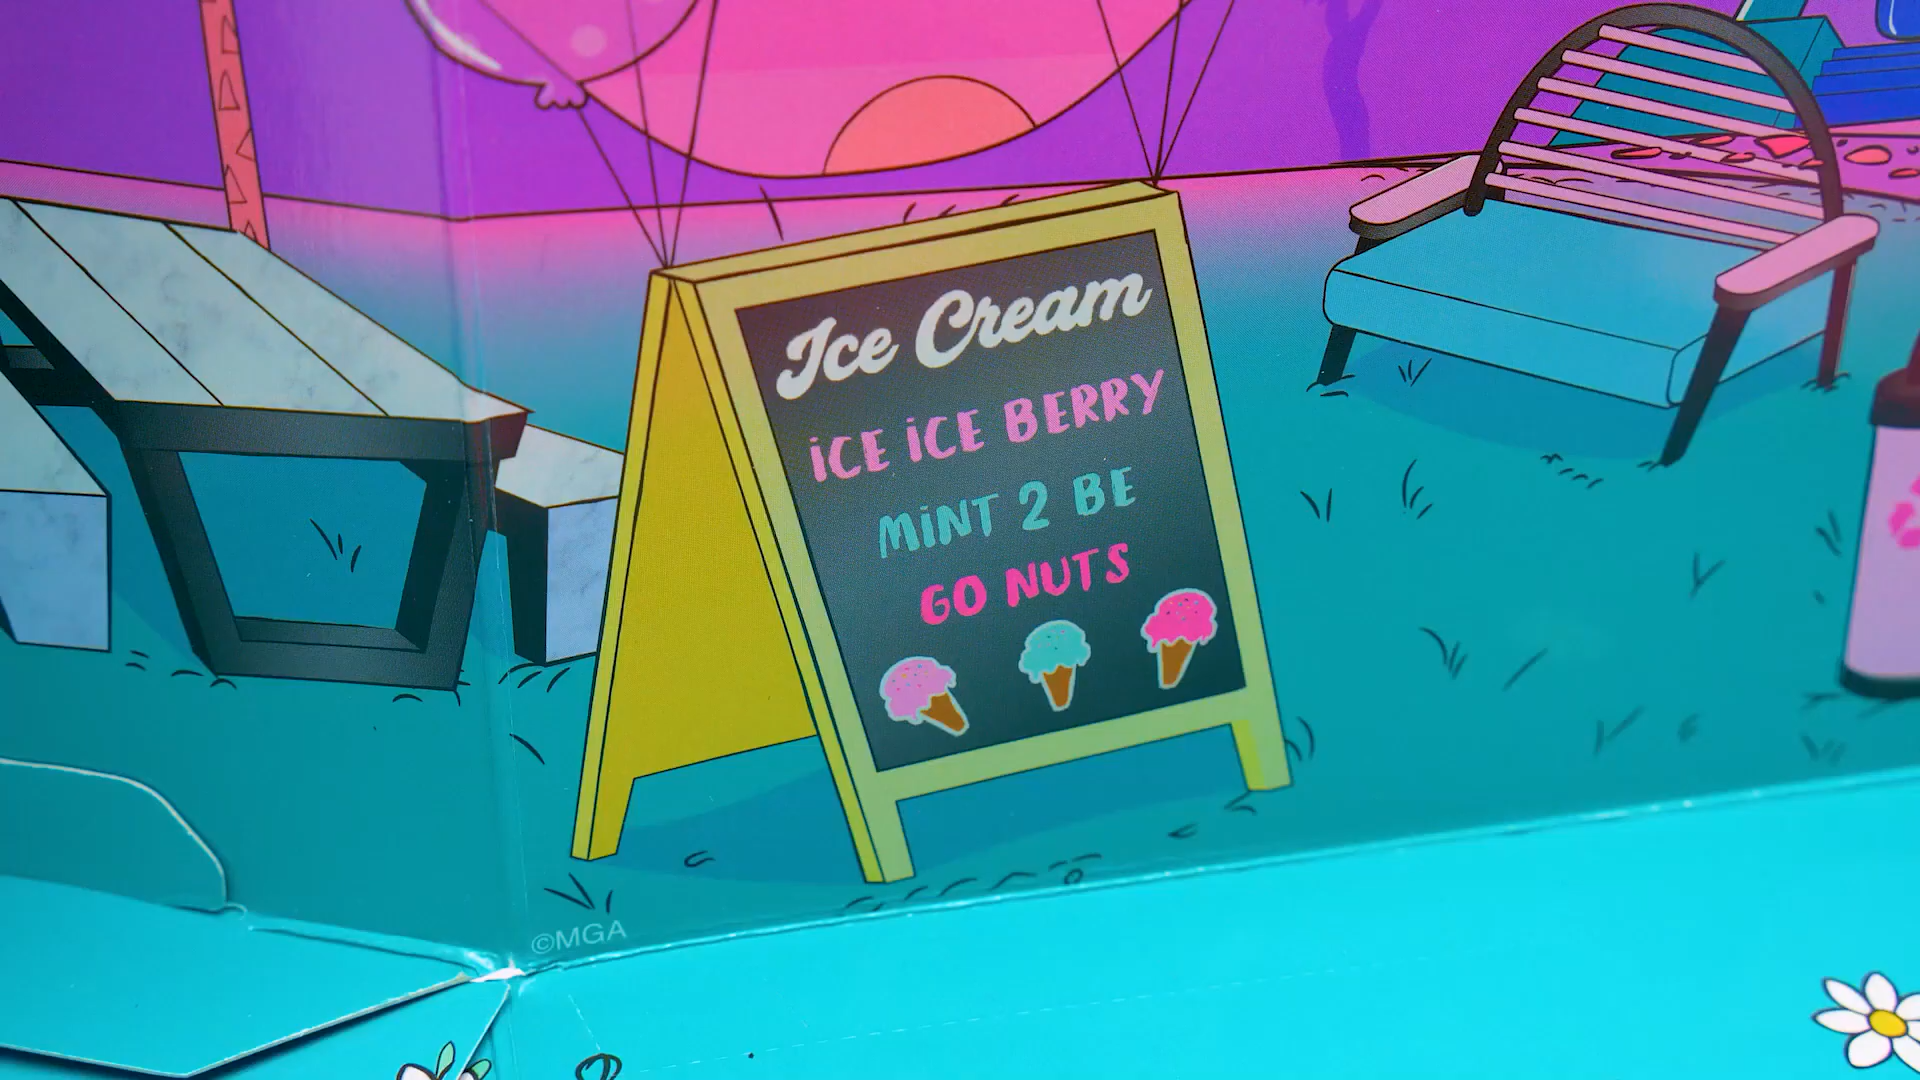 Ice Cream
iCE iCE BERRY
MiNT 2 BE
GO NUTS
©MGA